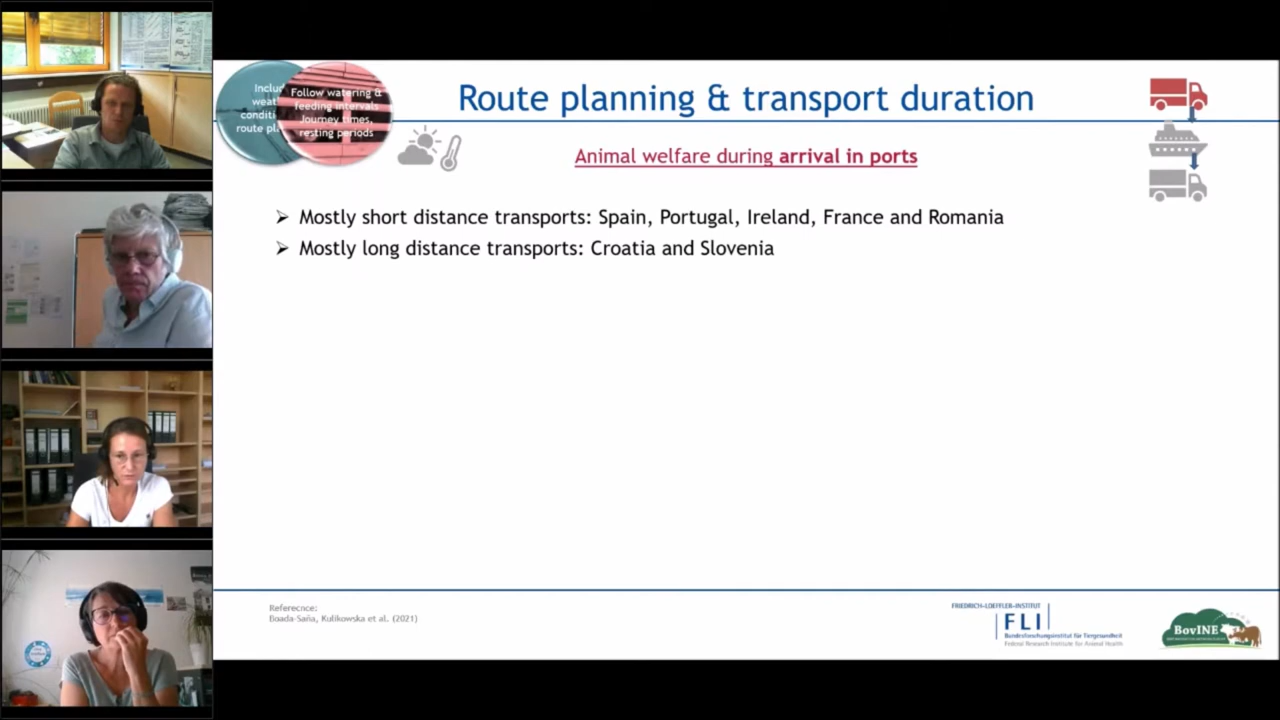 Route planning & transport duration
Follow watering &
feeding intervals
Journey times,
resting periods
Animal welfare during arrival in ports
➢ Mostly short distance transports: Spain, Portugal, Ireland, France and Romania
➢ Mostly long distance transports: Croatia and Slovenia
Referecnce:
Boada-Saña, Kulikowska et al. (2021)
FRIEDRICH-LOEFFLER-INSTITUT
FLI
Bundesforschungsinstitut für Tiergesundheit
Federal Research Institute for Animal Health
BovINE